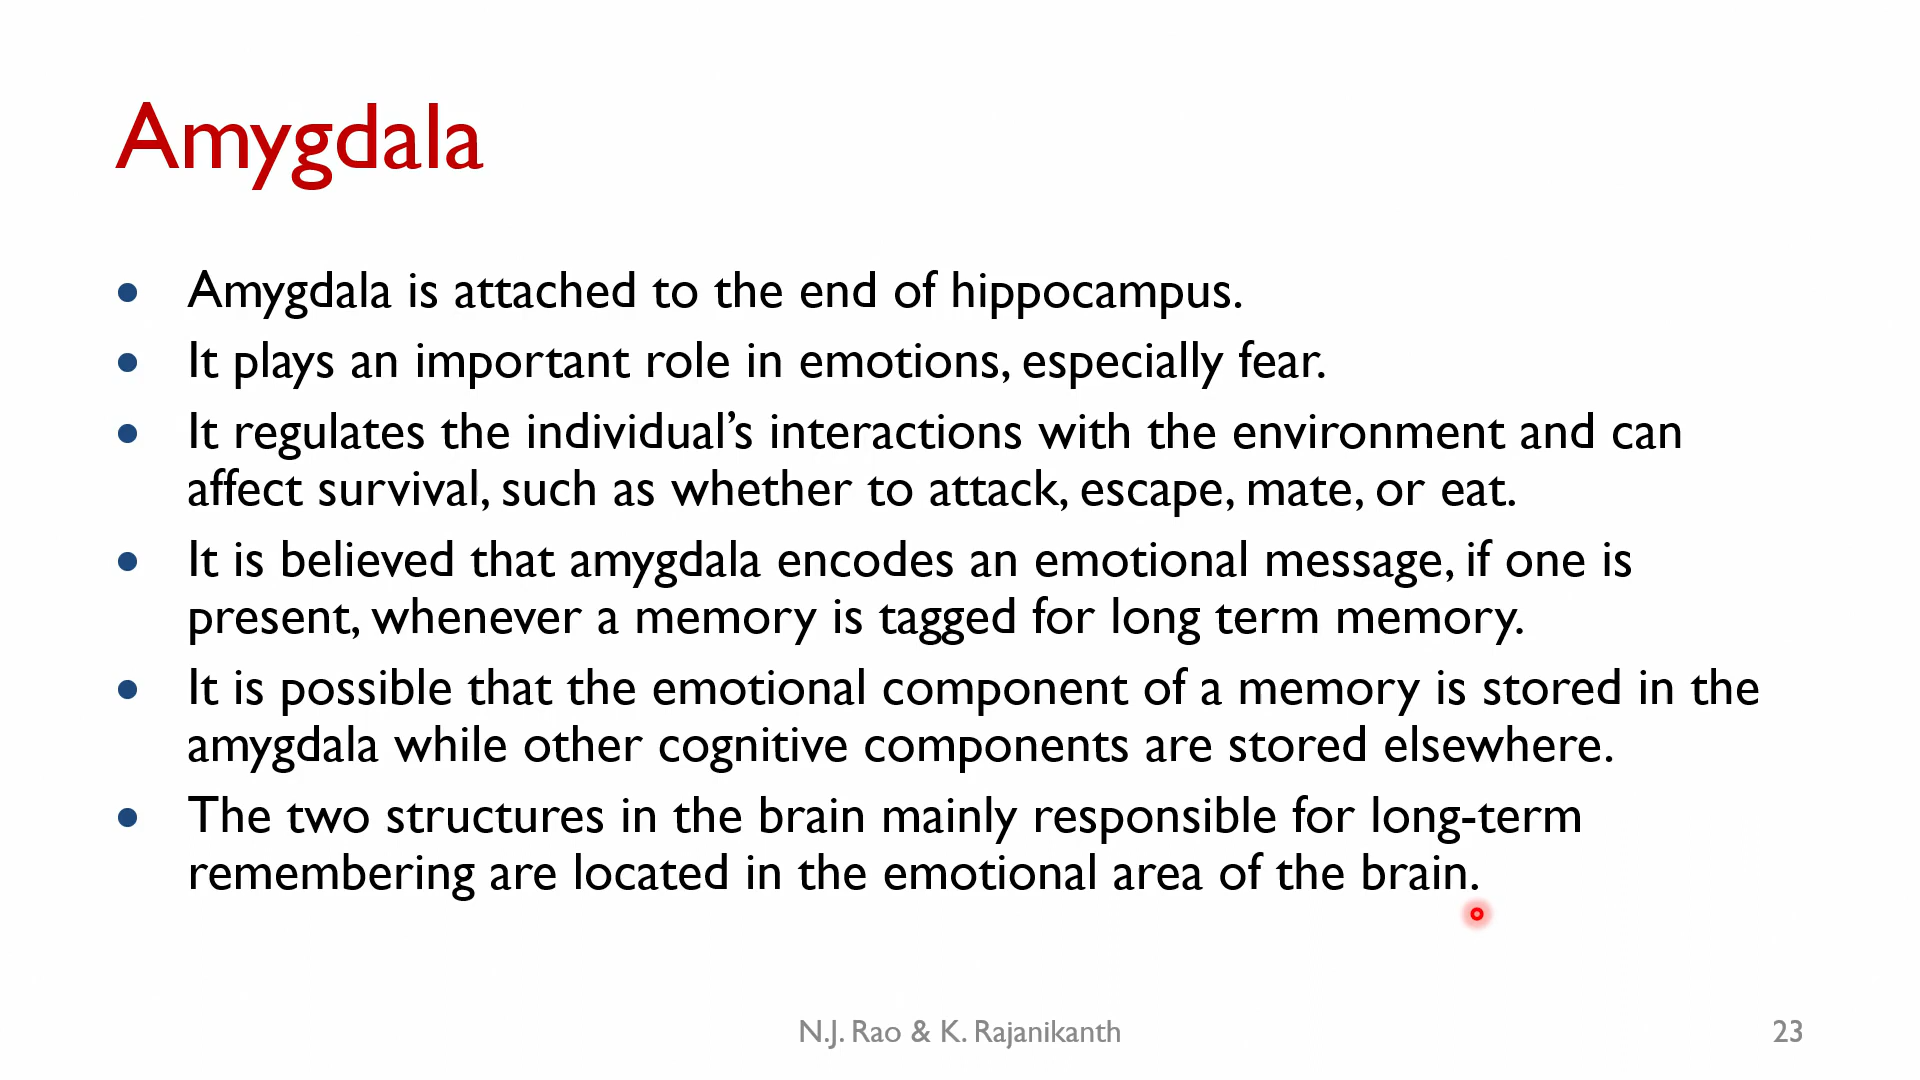 Amygdala
• Amygdala is attached to the end of hippocampus.
• It plays an important role in emotions, especially fear.
• It regulates the individual’s interactions with the environment and can
affect survival, such as whether to attack, escape, mate, or eat.
• It is believed that amygdala encodes an emotional message, if one is
present, whenever a memory is tagged for long term memory.
• It is possible that the emotional component of a memory is stored in the
amygdala while other cognitive components are stored elsewhere.
• The two structures in the brain mainly responsible for long-term
remembering are located in the emotional area of the brain.
N.J. Rao & K. Rajanikanth
23